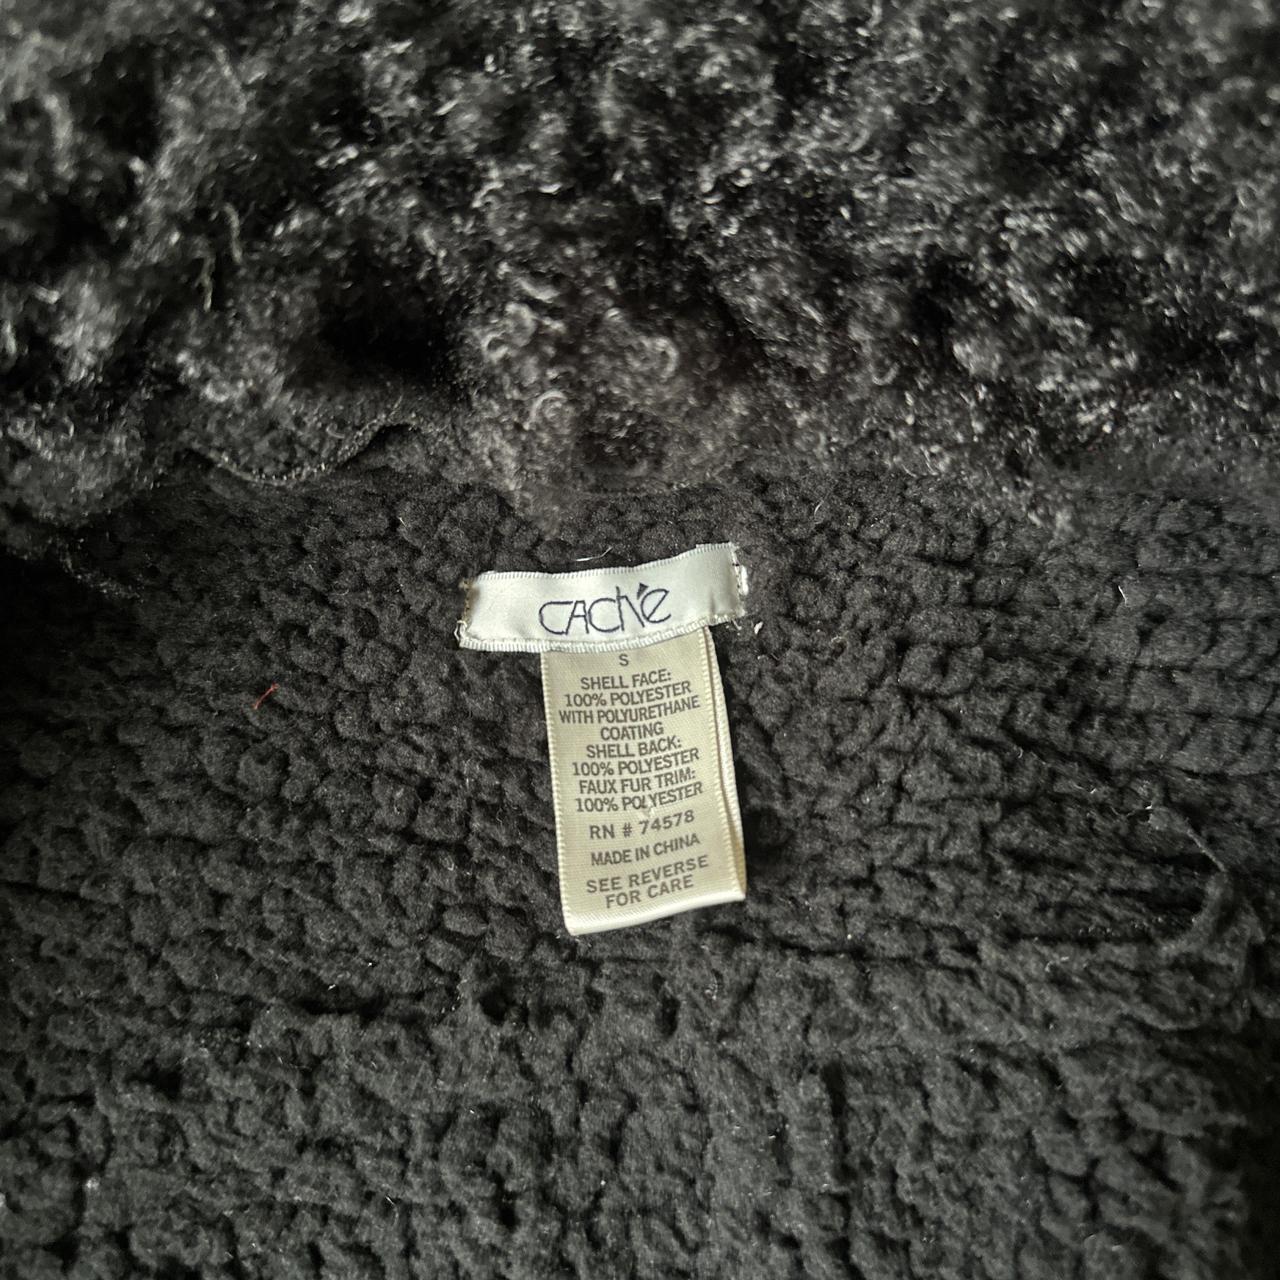 CACHÉ
S
SHELL FACE:
100% POLYESTER
WITH POLYURETHANE
COATING
SHELL BACK:
100% POLYESTER
FAUX FUR TRIM:
100% POLYESTER
RN # 74578
MADE IN CHINA
SEE REVERSE
FOR CARE